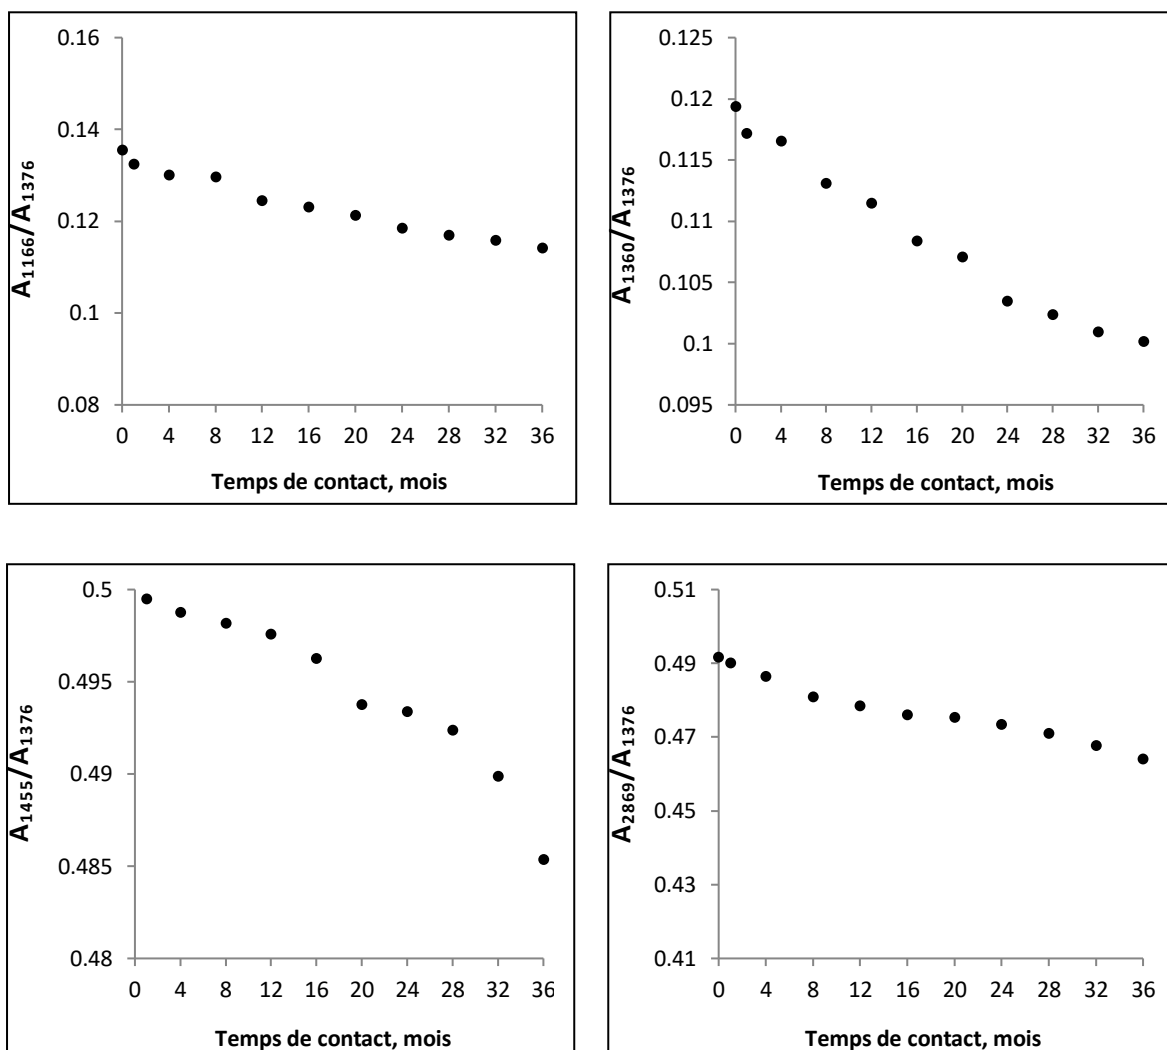 A1166/A1376
0.16
0.14
0.12
0.1
0.08
0 4 8 12 16 20 24 28 32 36
Temps de contact, mois
A1360/A1376
0.125
0.12
0.115
0.11
0.105
0.1
0.095
0 4 8 12 16 20 24 28 32 36
Temps de contact, mois
A1455/A1376
0.5
0.495
0.49
0.485
0.48
0 4 8 12 16 20 24 28 32 36
Temps de contact, mois
A2869/A1376
0.51
0.49
0.47
0.45
0.43
0.41
0 4 8 12 16 20 24 28 32 36
Temps de contact, mois